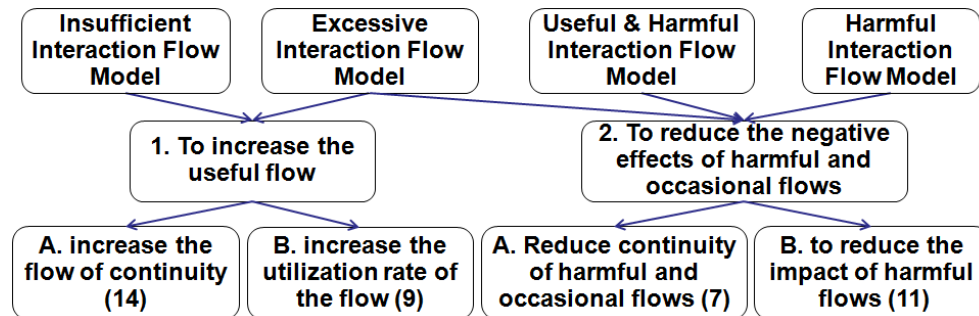 Insufficient
Interaction Flow
Model
Excessive
Interaction Flow
Model
Useful & Harmful
Interaction Flow
Model
Harmful
Interaction
Flow Model
1. To increase the
useful flow
2. To reduce the negative
effects of harmful and
occasional flows
A. increase the
flow of continuity
(14)
B. increase the
utilization rate of
the flow (9)
A. Reduce continuity
of harmful and
occasional flows (7)
B. to reduce the
impact of harmful
flows (11)